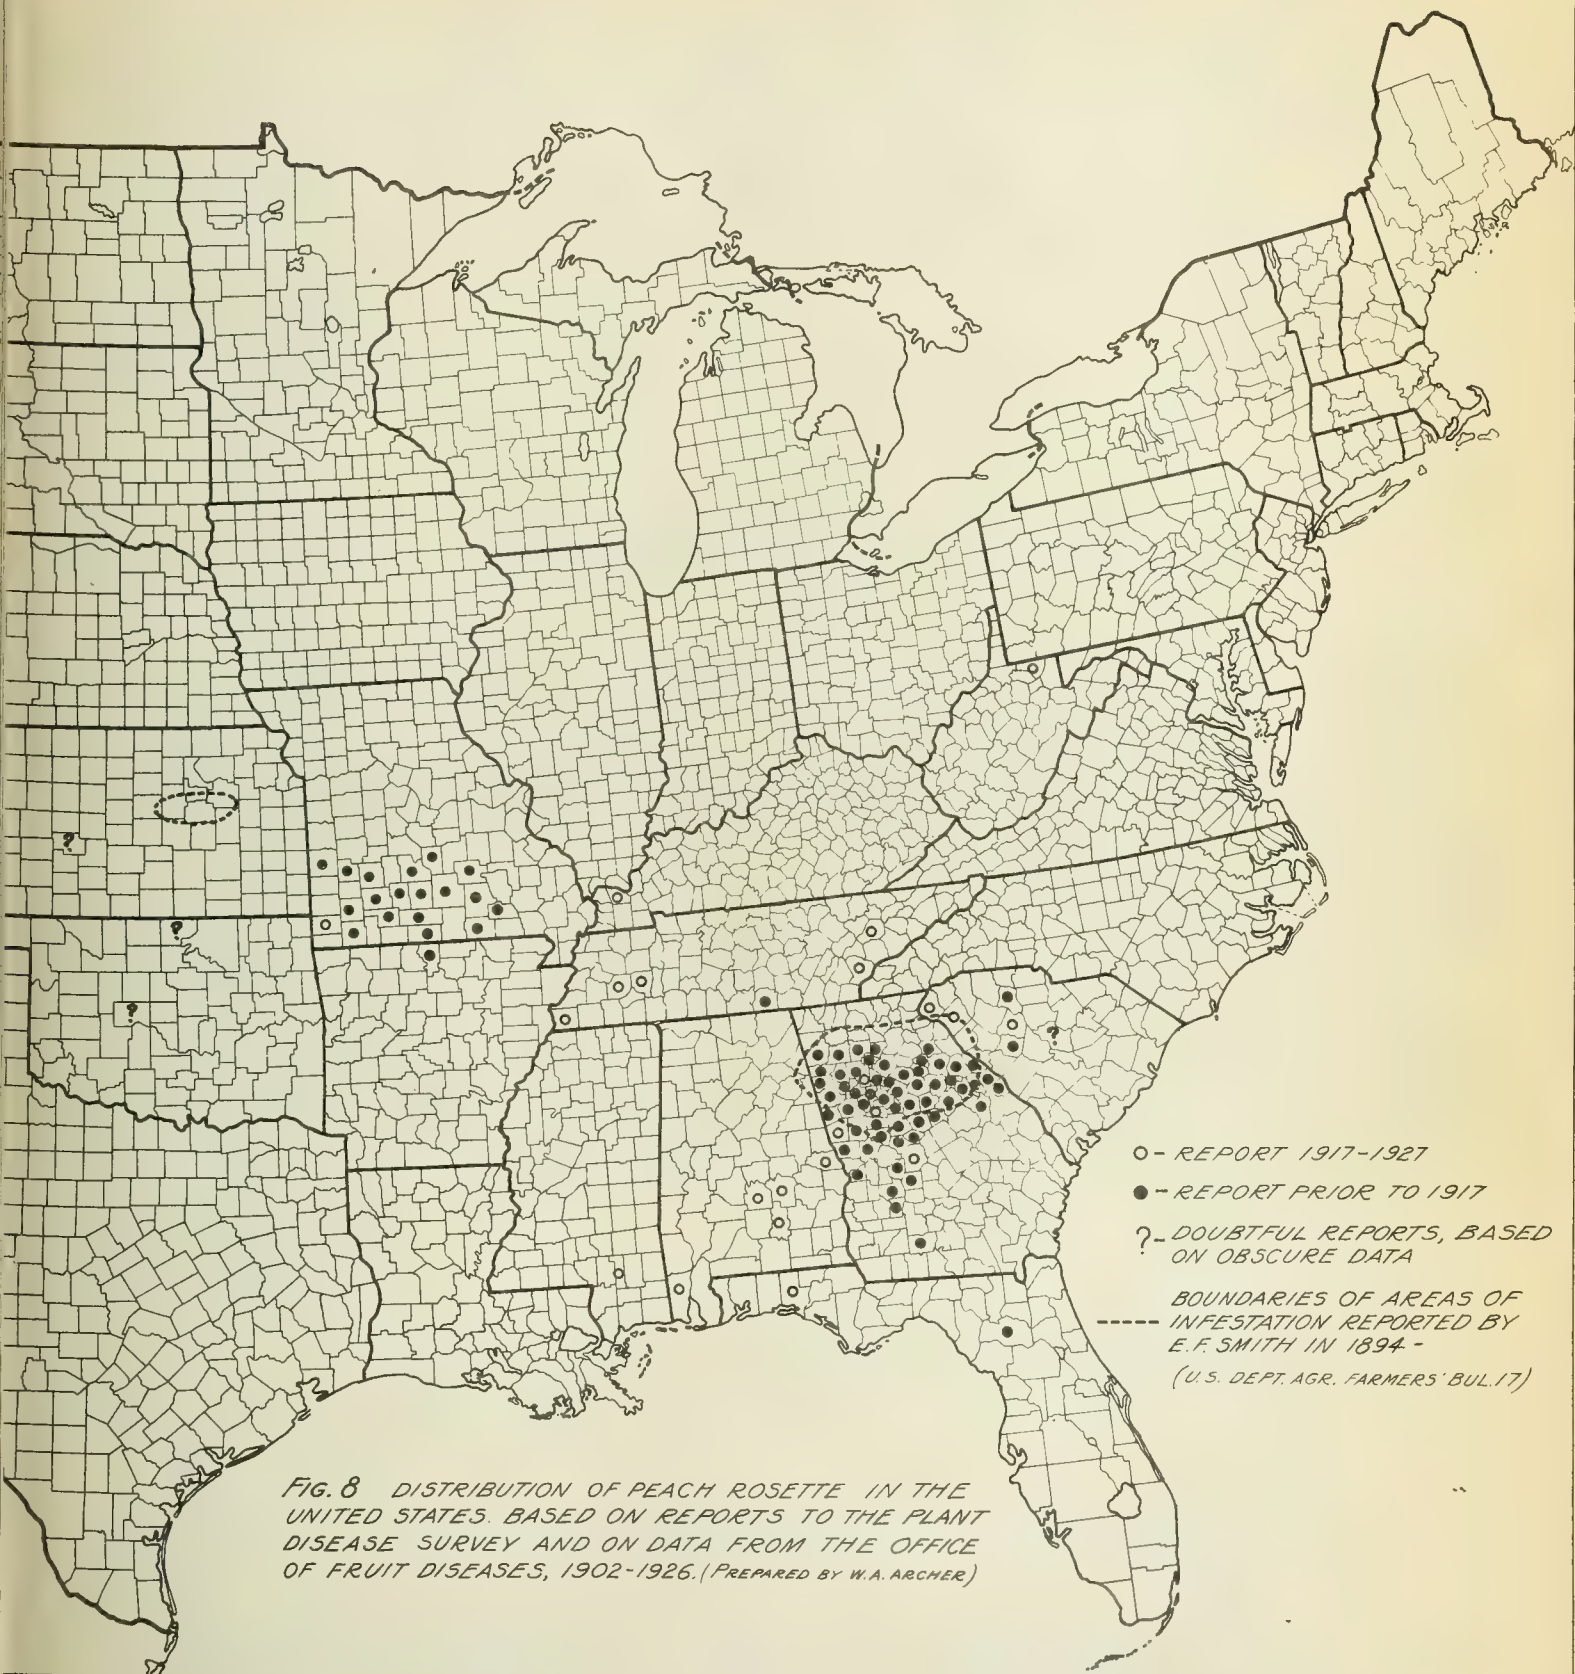 ?
?
?
?
O - REPORT 1917-1927
● - REPORT PRIOR TO 1917
? - DOUBTFUL REPORTS, BASED
ON OBSCURE DATA
BOUNDARIES OF AREAS OF
----- INFESTATION REPORTED BY
E.F. SMITH IN 1894 -
(U.S. DEPT. AGR. FARMERS' BUL. 17)
FIG. 8 DISTRIBUTION OF PEACH ROSETTE IN THE
UNITED STATES. BASED ON REPORTS TO THE PLANT
DISEASE SURVEY AND ON DATA FROM THE OFFICE
OF FRUIT DISEASES, 1902-1926. (PREPARED BY W.A. ARCHER)